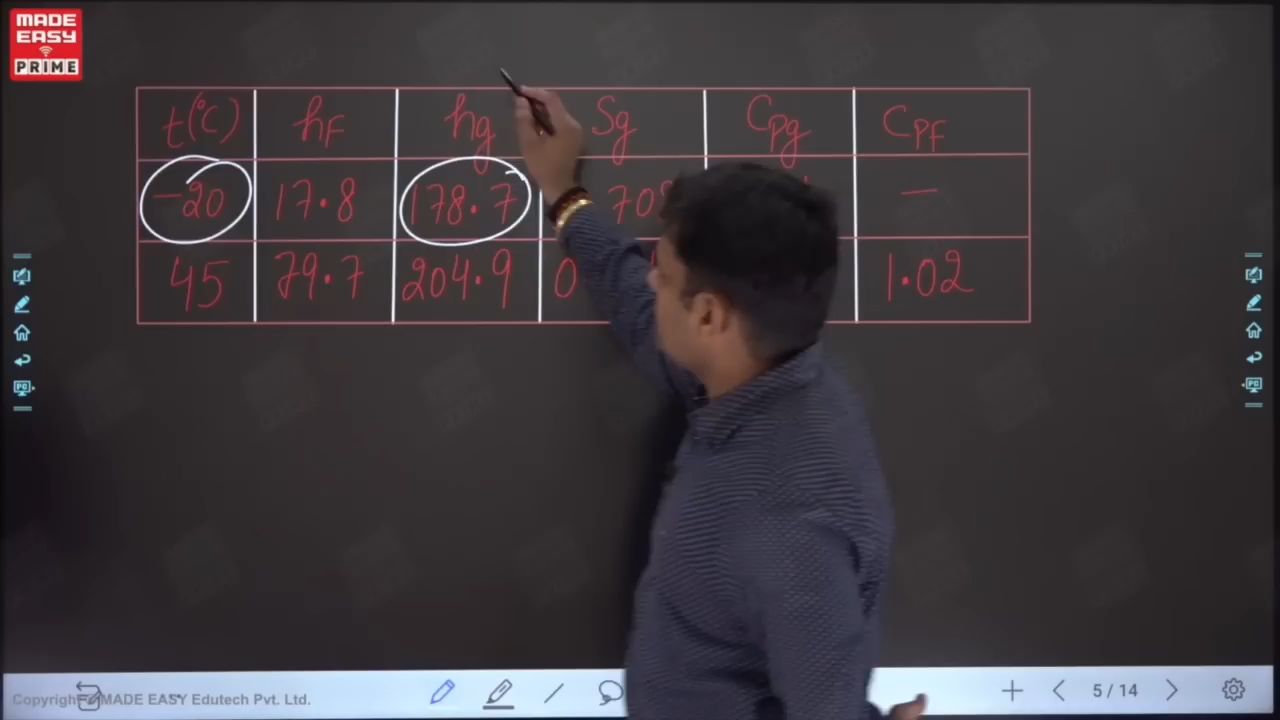 MADE
EASY
PRIME
t(°C) hF hg Sg Cpg CPF
-20 17.8 178.7 —
45 79.7 204.9 1.02
Copyright © MADE EASY Edutech Pvt. Ltd.
5 / 14